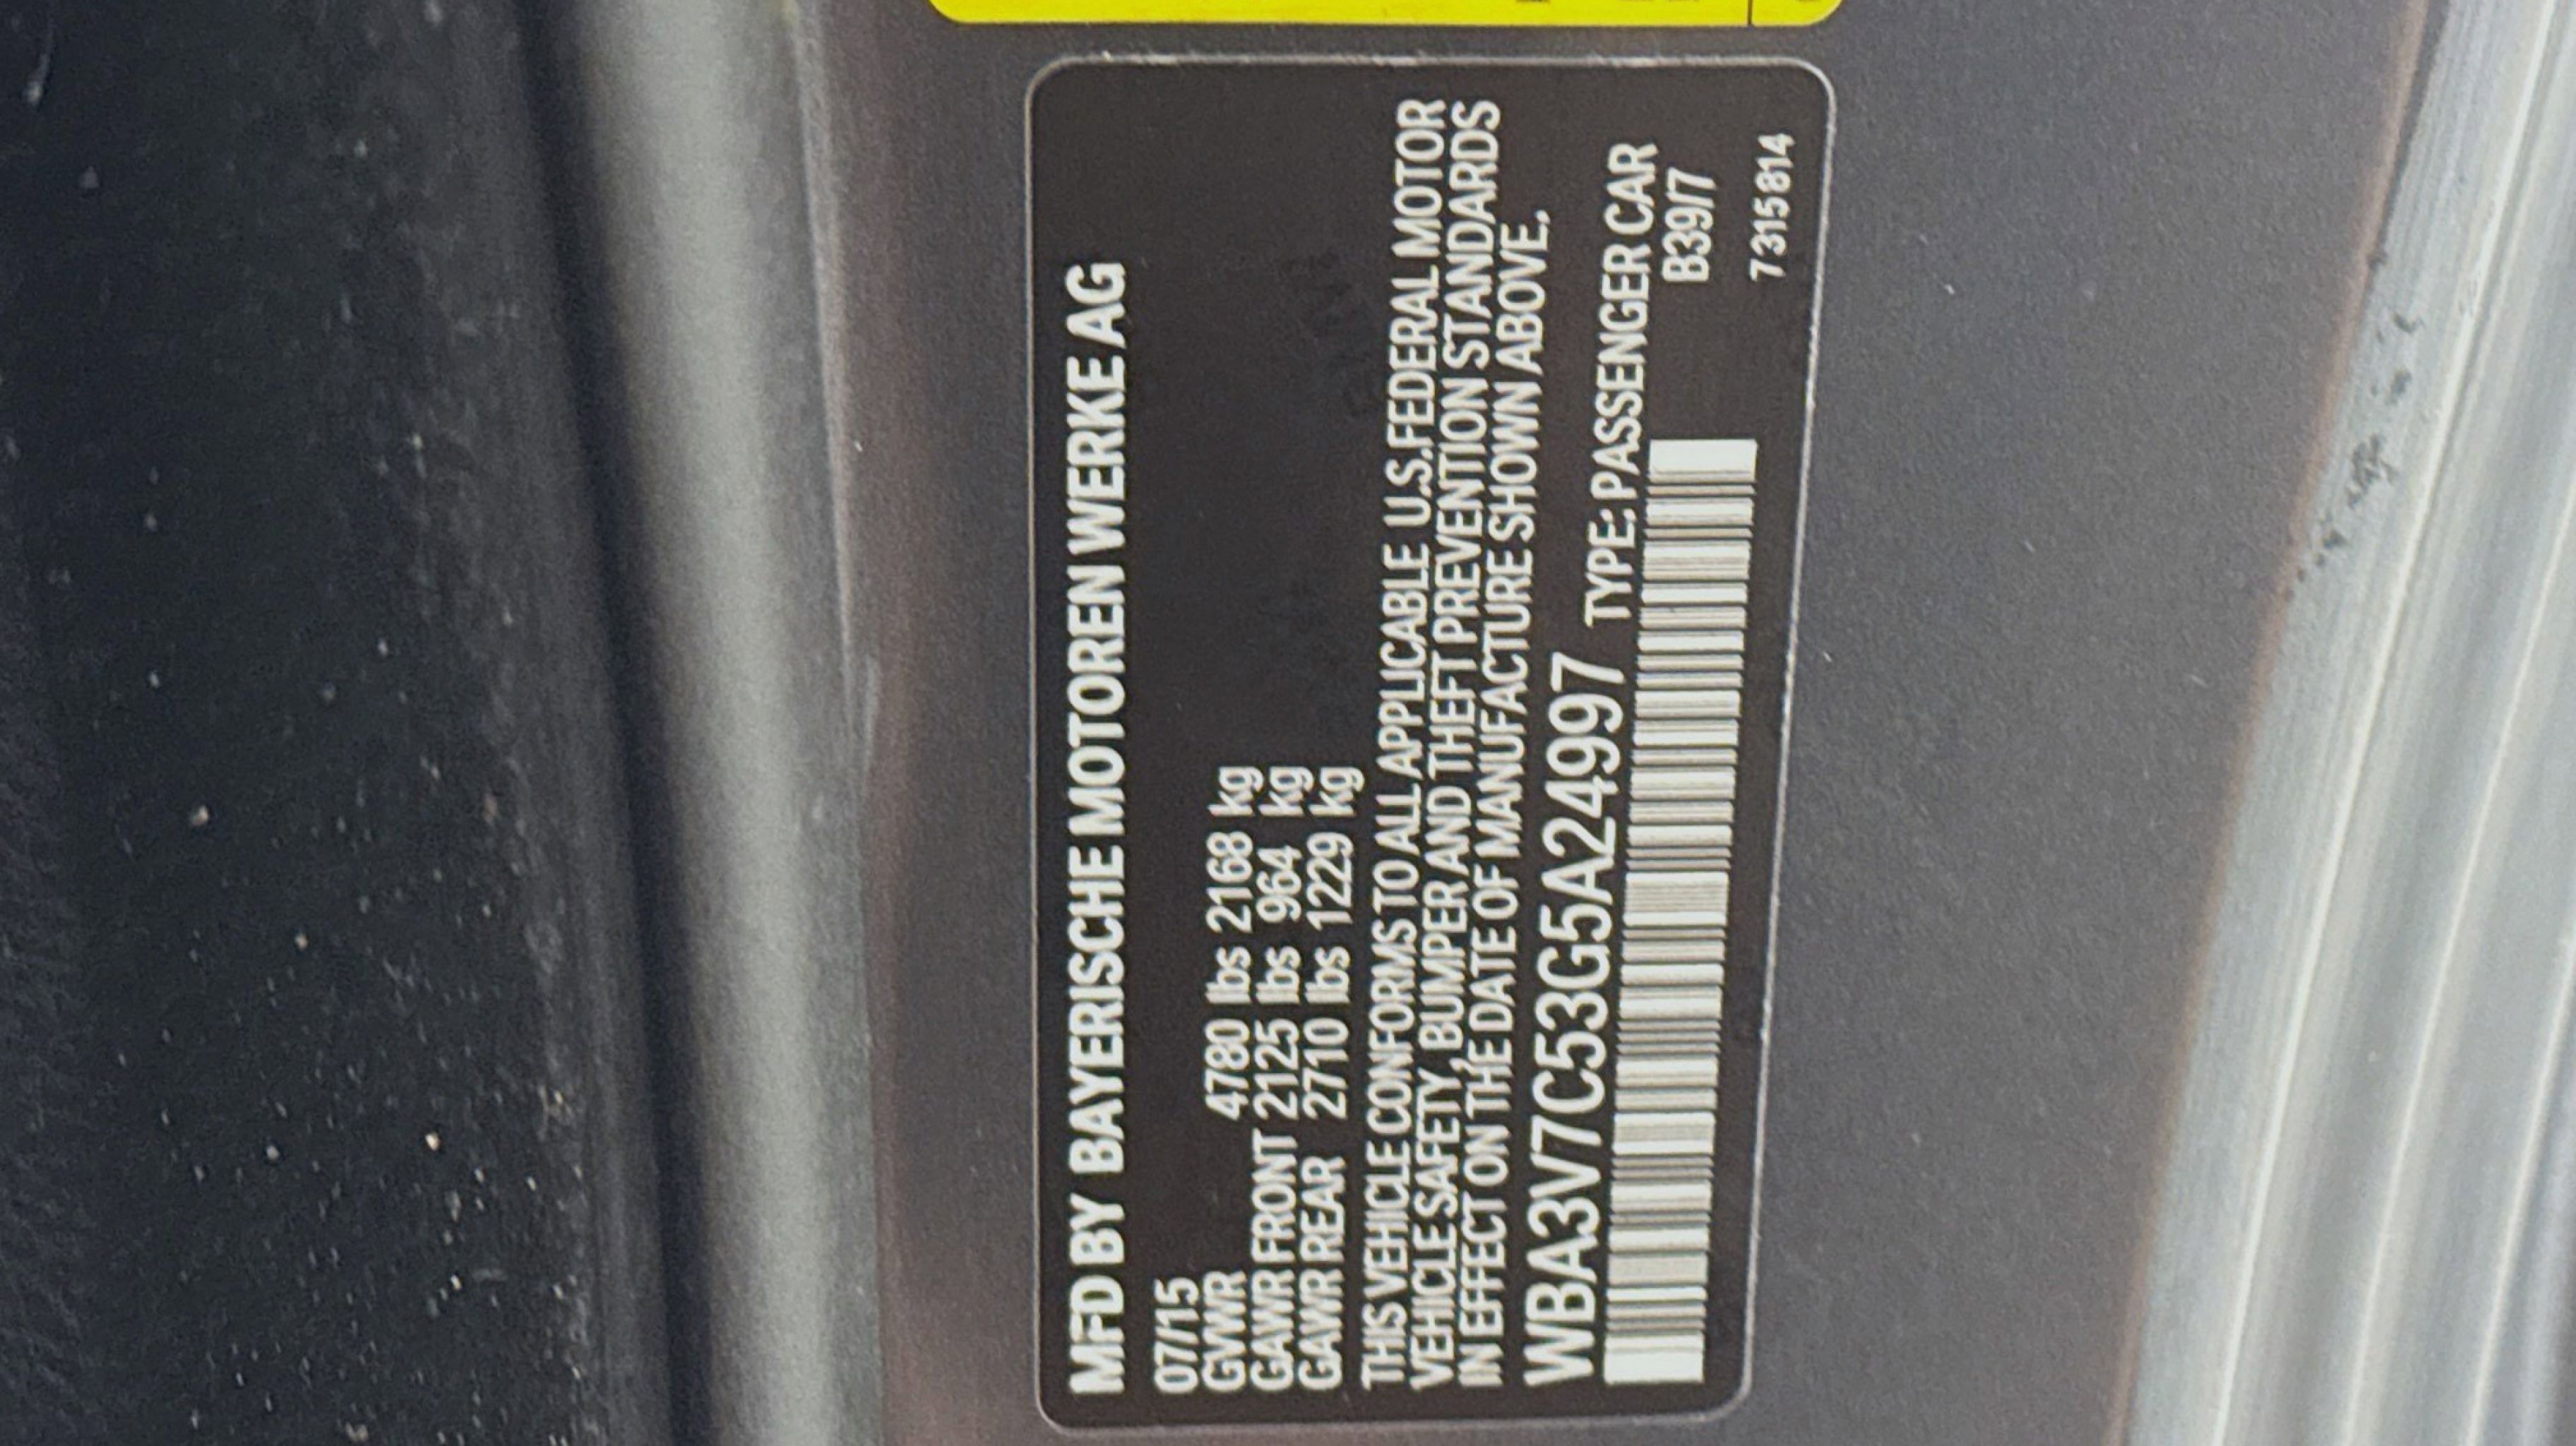 MFD BY BAYERISCHE MOTOREN WERKE AG
07/15
GVWR 4780 lbs 2168 kg
GAWR FRONT 2125 lbs 964 kg
GAWR REAR 2710 lbs 1229 kg
THIS VEHICLE CONFORMS TO ALL APPLICABLE U.S.FEDERAL MOTOR
VEHICLE SAFETY, BUMPER AND THEFT PREVENTION STANDARDS
IN EFFECT ON THE DATE OF MANUFACTURE SHOWN ABOVE.
WBA3V7C53G5A24997 TYPE: PASSENGER CAR
B39/7
7315814